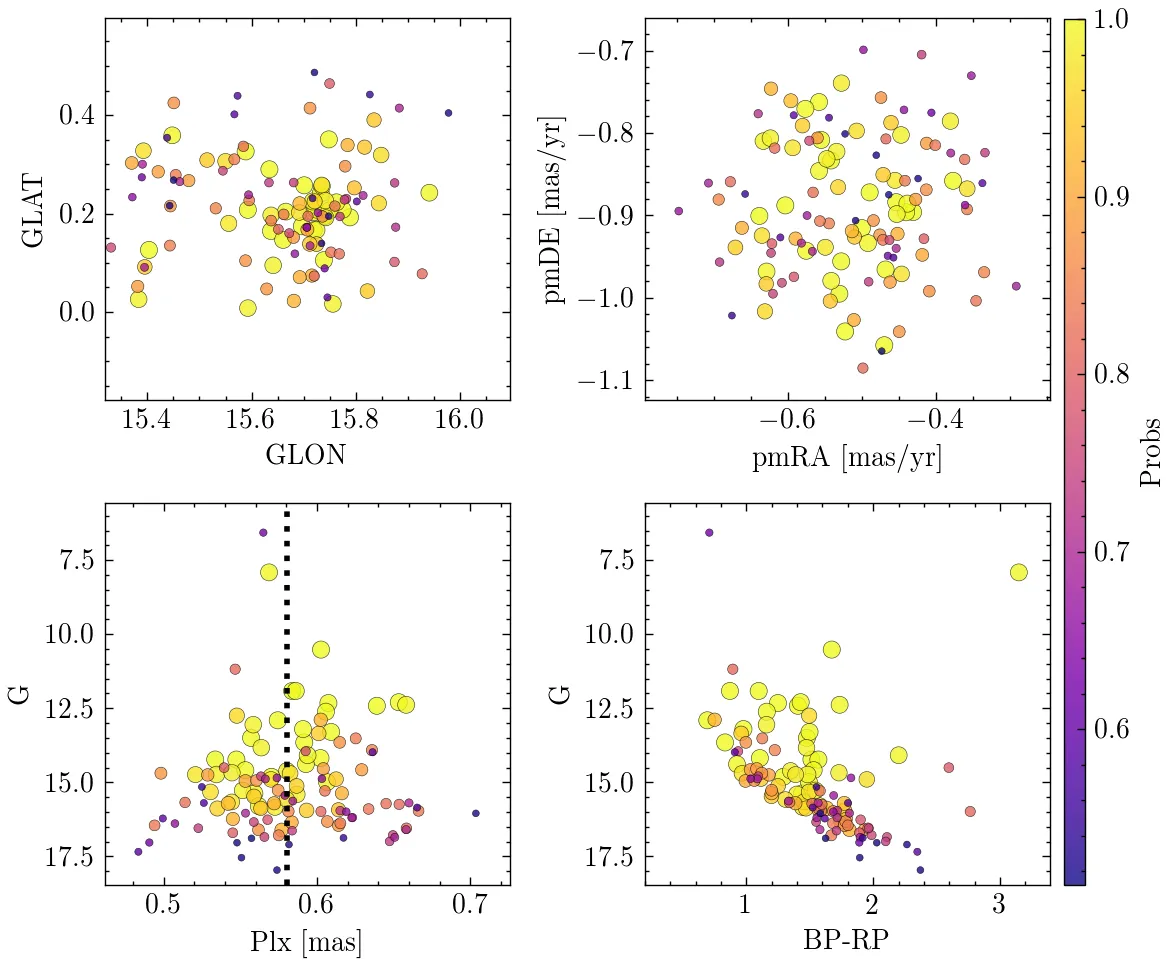 0.4
0.2
0.0
GLAT
15.4 15.6 15.8 16.0
GLON
−0.7
−0.8
−0.9
−1.0
−1.1
pmDE [mas/yr]
−0.6 −0.4
pmRA [mas/yr]
7.5
10.0
12.5
15.0
17.5
G
0.5 0.6 0.7
Plx [mas]
7.5
10.0
12.5
15.0
17.5
G
1 2 3
BP-RP
1.0
0.9
0.8
0.7
0.6
Probs